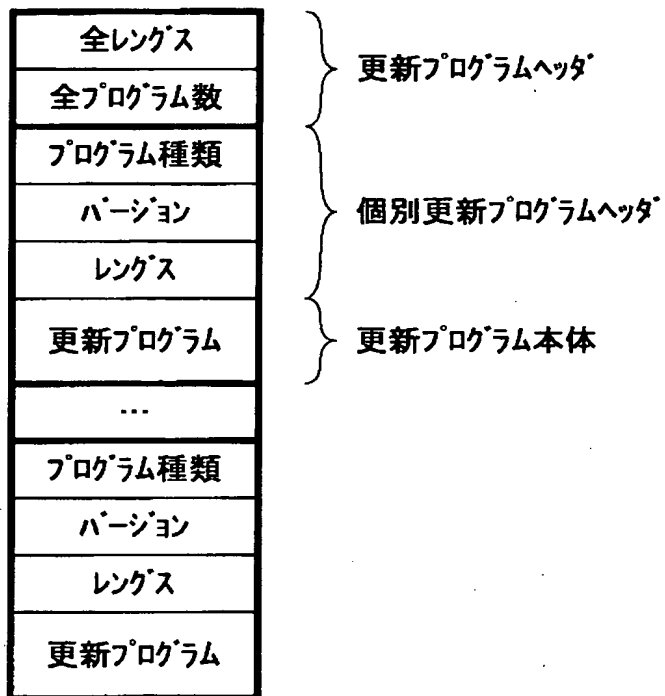 全レングス
更新プログラムヘッダ
全プログラム数
プログラム種類
バージョン
個別更新プログラムヘッダ
レングス
更新プログラム
更新プログラム本体
…
プログラム種類
バージョン
レングス
更新プログラム